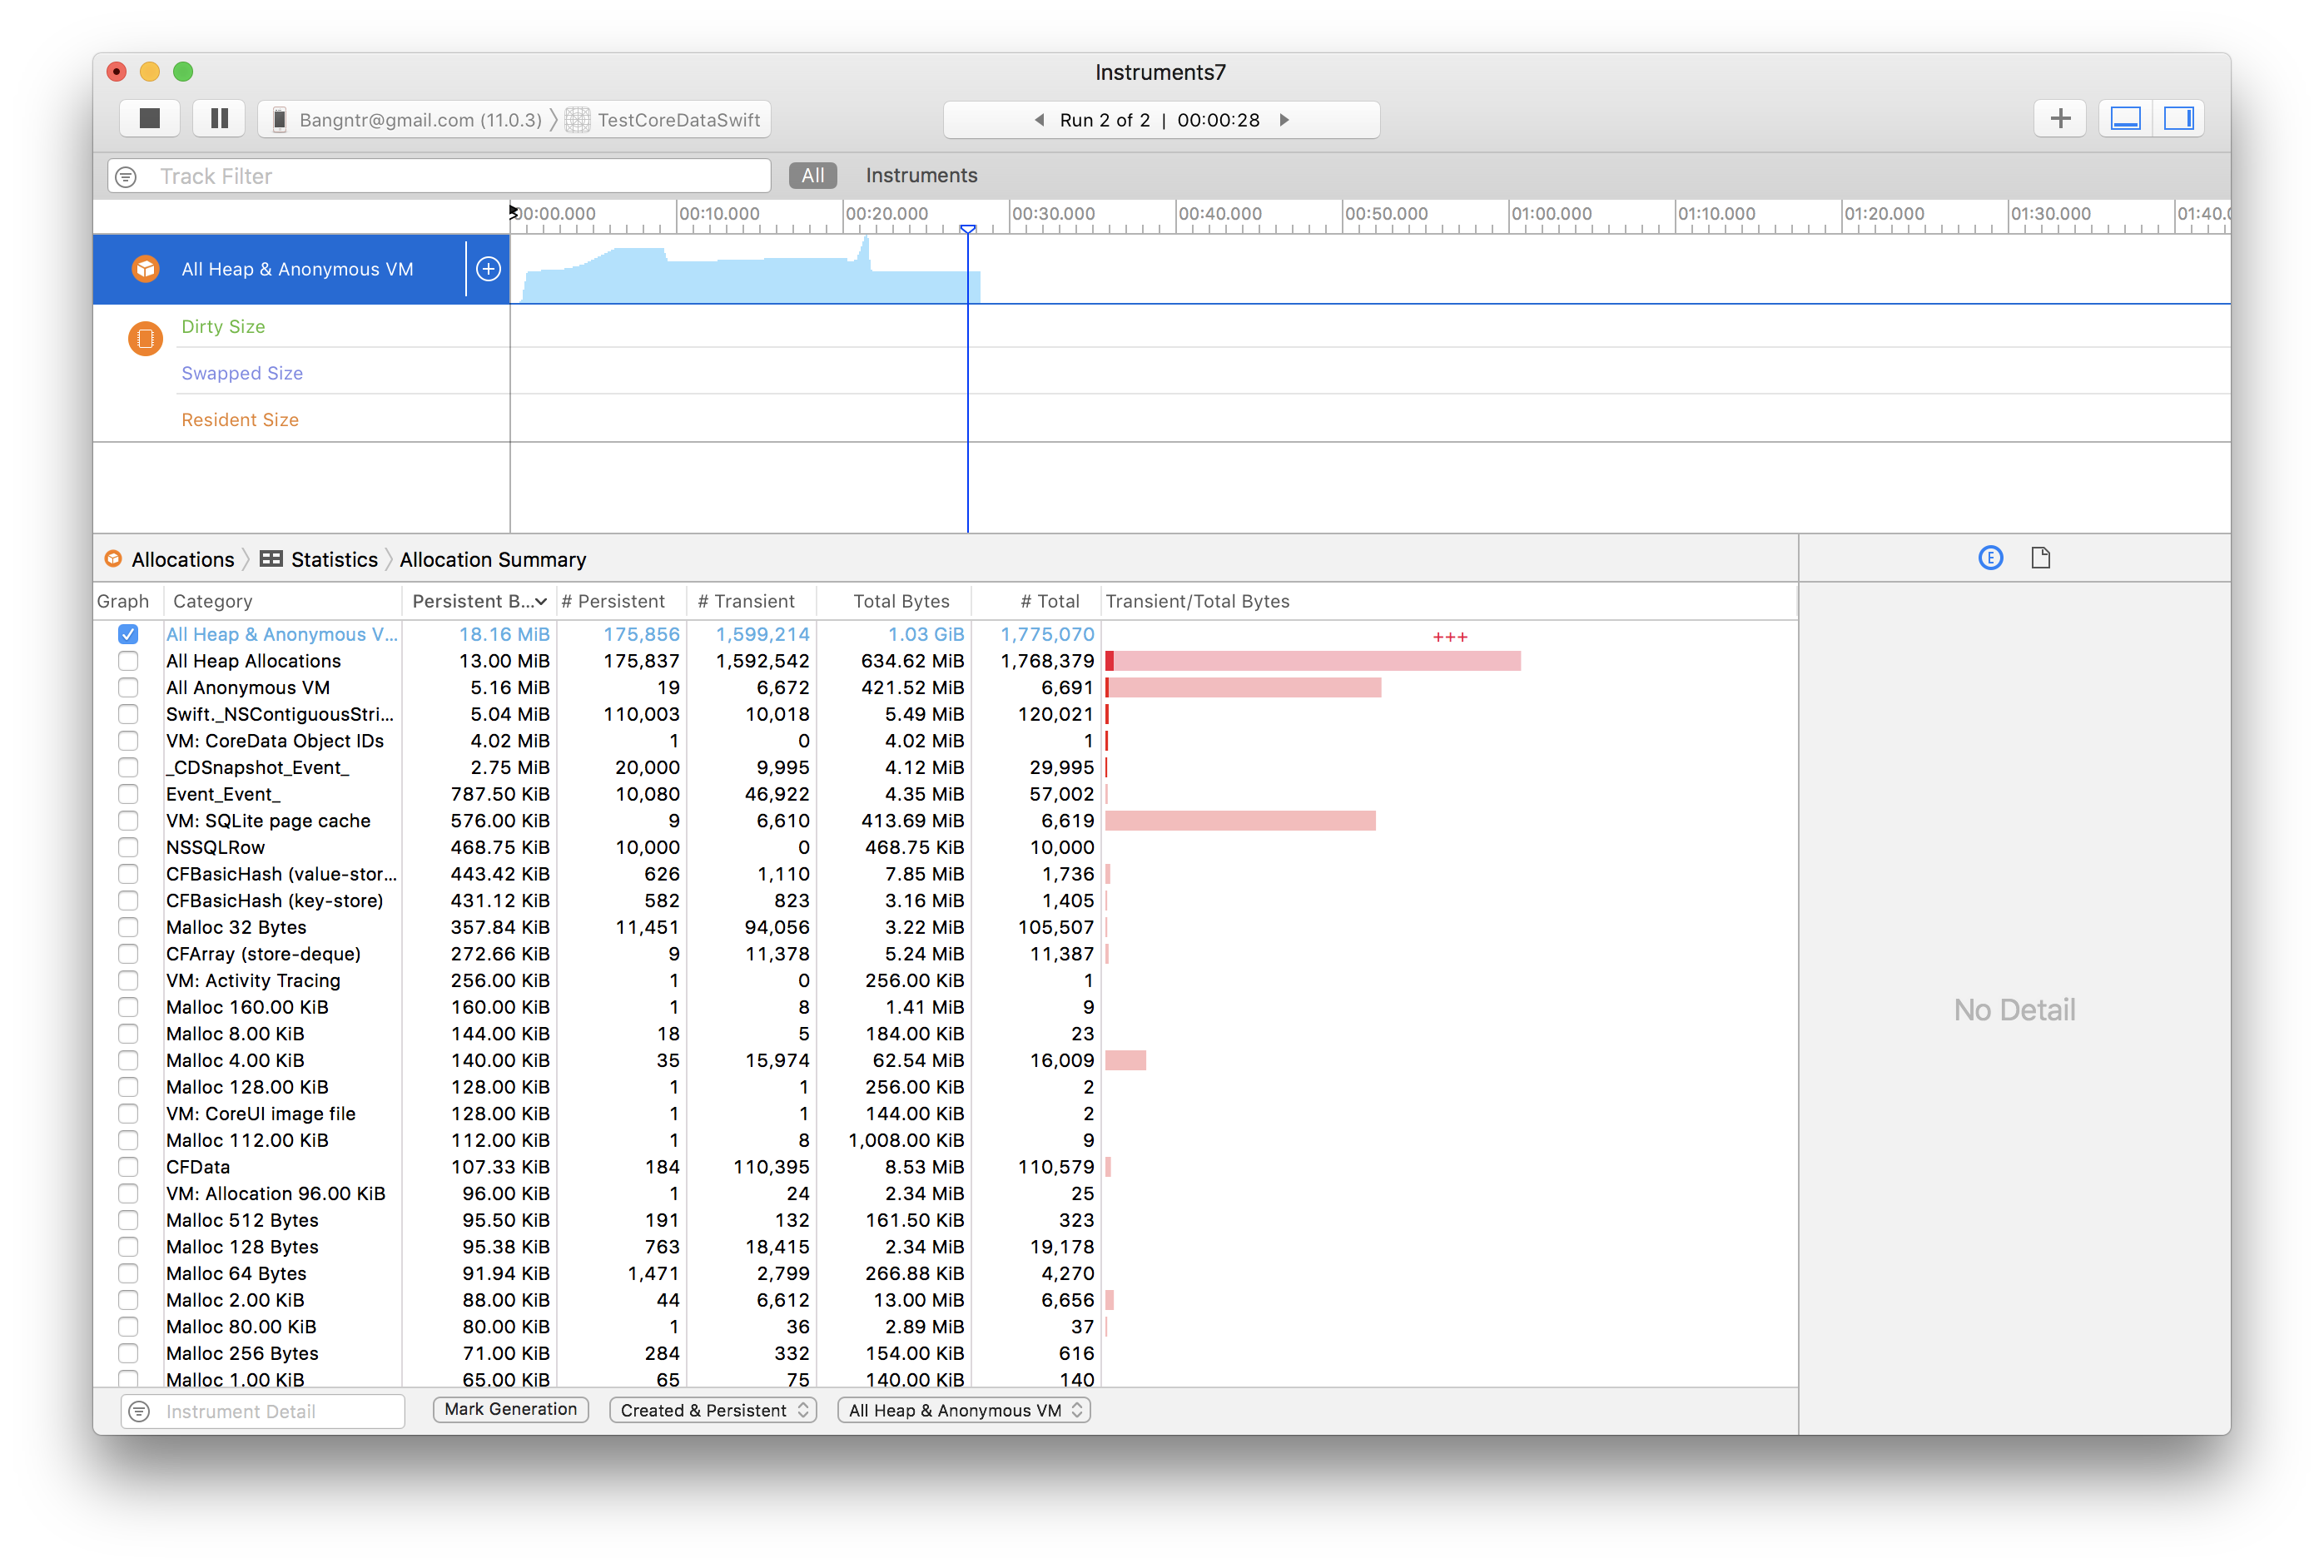 Instruments7
Bangntr@gmail.com (11.0.3) TestCoreDataSwift Run 2 of 2 | 00:00:28
Track Filter All Instruments
00:00.000 00:10.000 00:20.000 00:30.000 00:40.000 00:50.000 01:00.000 01:10.000 01:20.000 01:30.000 01:40.0
All Heap & Anonymous VM
Dirty Size
Swapped Size
Resident Size
Allocations Statistics Allocation Summary E
Graph Category Persistent B... # Persistent # Transient Total Bytes # Total Transient/Total Bytes
All Heap & Anonymous V... 18.16 MiB 175,856 1,599,214 1.03 GiB 1,775,070 +++
All Heap Allocations 13.00 MiB 175,837 1,592,542 634.62 MiB 1,768,379
All Anonymous VM 5.16 MiB 19 6,672 421.52 MiB 6,691
Swift._NSContiguousStri... 5.04 MiB 110,003 10,018 5.49 MiB 120,021
VM: CoreData Object IDs 4.02 MiB 1 0 4.02 MiB 1
_CDSnapshot_Event_ 2.75 MiB 20,000 9,995 4.12 MiB 29,995
Event_Event_ 787.50 KiB 10,080 46,922 4.35 MiB 57,002
VM: SQLite page cache 576.00 KiB 9 6,610 413.69 MiB 6,619
NSSQLRow 468.75 KiB 10,000 0 468.75 KiB 10,000
CFBasicHash (value-stor... 443.42 KiB 626 1,110 7.85 MiB 1,736
CFBasicHash (key-store) 431.12 KiB 582 823 3.16 MiB 1,405
Malloc 32 Bytes 357.84 KiB 11,451 94,056 3.22 MiB 105,507
CFArray (store-deque) 272.66 KiB 9 11,378 5.24 MiB 11,387
VM: Activity Tracing 256.00 KiB 1 0 256.00 KiB 1
Malloc 160.00 KiB 160.00 KiB 1 8 1.41 MiB 9
Malloc 8.00 KiB 144.00 KiB 18 5 184.00 KiB 23
Malloc 4.00 KiB 140.00 KiB 35 15,974 62.54 MiB 16,009
Malloc 128.00 KiB 128.00 KiB 1 1 256.00 KiB 2
VM: CoreUI image file 128.00 KiB 1 1 144.00 KiB 2
Malloc 112.00 KiB 112.00 KiB 1 8 1,008.00 KiB 9
CFData 107.33 KiB 184 110,395 8.53 MiB 110,579
VM: Allocation 96.00 KiB 96.00 KiB 1 24 2.34 MiB 25
Malloc 512 Bytes 95.50 KiB 191 132 161.50 KiB 323
Malloc 128 Bytes 95.38 KiB 763 18,415 2.34 MiB 19,178
Malloc 64 Bytes 91.94 KiB 1,471 2,799 266.88 KiB 4,270
Malloc 2.00 KiB 88.00 KiB 44 6,612 13.00 MiB 6,656
Malloc 80.00 KiB 80.00 KiB 1 36 2.89 MiB 37
Malloc 256 Bytes 71.00 KiB 284 332 154.00 KiB 616
Malloc 1.00 KiB 65.00 KiB 65 75 140.00 KiB 140
No Detail
Instrument Detail Mark Generation Created & Persistent All Heap & Anonymous VM